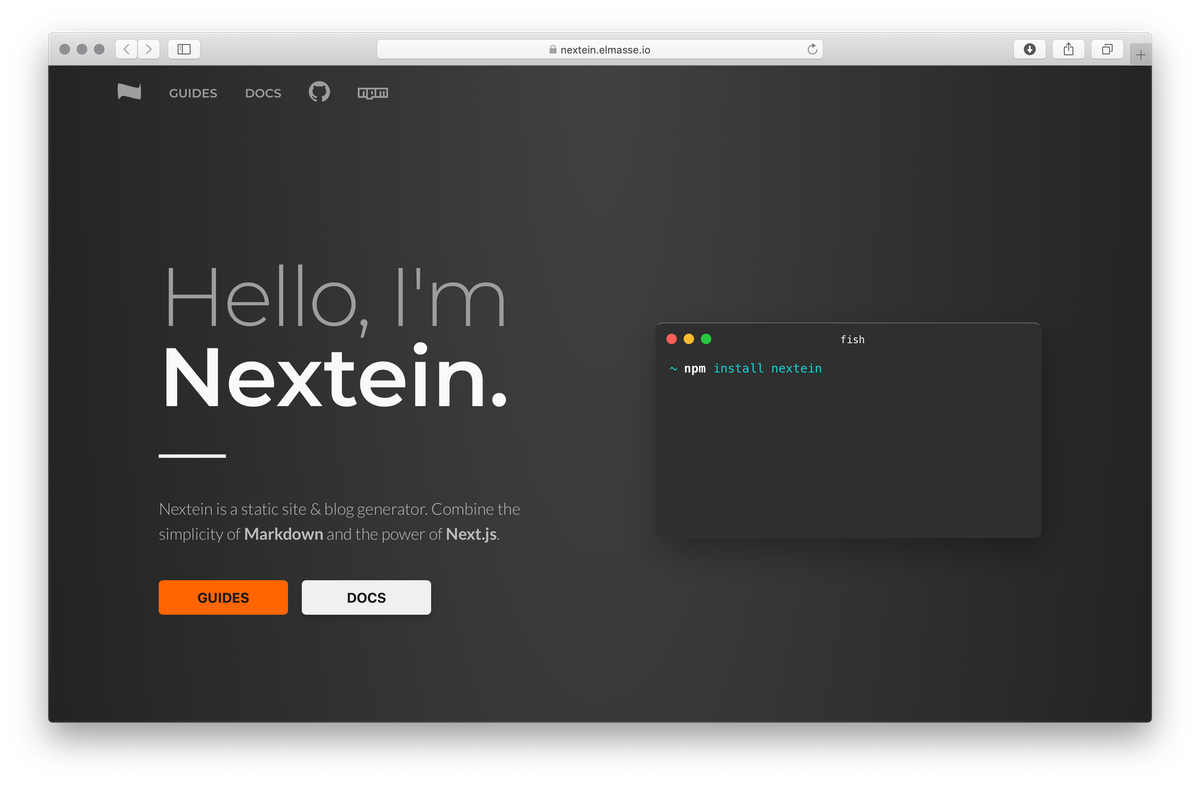 nextein.elmasse.io
GUIDES DOCS npm
Hello, I'm
Nextein.
Nextein is a static site & blog generator. Combine the
simplicity of Markdown and the power of Next.js.
GUIDES DOCS
fish
~ npm install nextein